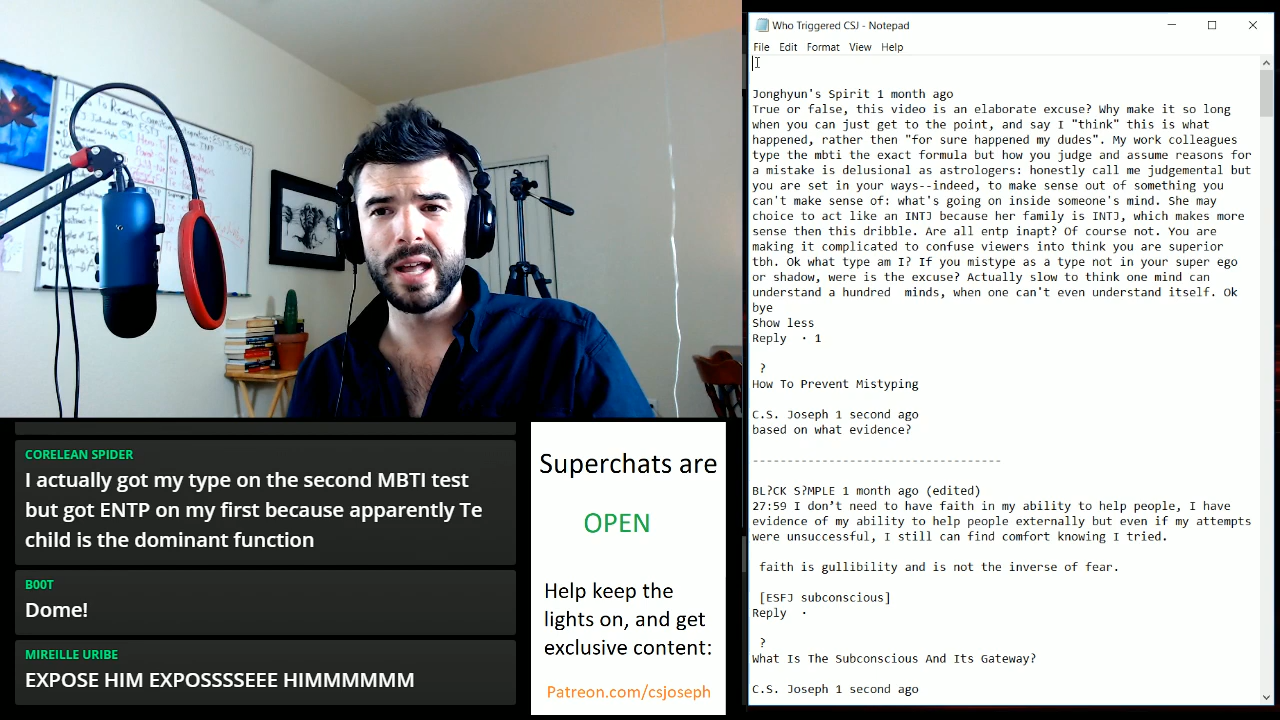 Who Triggered CSJ - Notepad
File Edit Format View Help
Jonghyun's Spirit 1 month ago
True or false, this video is an elaborate excuse? Why make it so long
when you can just get to the point, and say I "think" this is what
happened, rather then "for sure happened my dudes". My work colleagues
type the mbti the exact formula but how you judge and assume reasons for
a mistake is delusional as astrologers: honestly call me judgemental but
you are set in your ways--indeed, to make sense out of something you
can't make sense of: what's going on inside someone's mind. She may
choice to act like an INTJ because her family is INTJ, which makes more
sense then this dribble. Are all entp inapt? Of course not. You are
making it complicated to confuse viewers into think you are superior
tbh. Ok what type am I? If you mistype as a type not in your super ego
or shadow, were is the excuse? Actually slow to think one mind can
understand a hundred  minds, when one can't even understand itself. Ok
bye
Show less
Reply · 1
?
How To Prevent Mistyping
C.S. Joseph 1 second ago
based on what evidence?
-----------------------------------
BL?CK S?MPLE 1 month ago (edited)
27:59 I don't need to have faith in my ability to help people, I have
evidence of my ability to help people externally but even if my attempts
were unsuccessful, I still can find comfort knowing I tried.
faith is gullibility and is not the inverse of fear.
[ESFJ subconscious]
Reply ·
?
What Is The Subconscious And Its Gateway?
C.S. Joseph 1 second ago
CORELEAN SPIDER
I actually got my type on the second MBTI test
but got ENTP on my first because apparently Te
child is the dominant function
B00T
Dome!
MIREILLE URIBE
EXPOSE HIM EXPOSSSSEEE HIMMMMMM
Superchats are
OPEN
Help keep the
lights on, and get
exclusive content:
Patreon.com/csjoseph